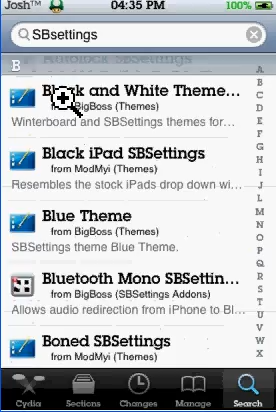 Josh™ 04:35 PM 100%
SBsettings
B
Black and White Theme...
from BigBoss (Themes)
Winterboard and SBSettings themes for...
Black iPad SBSettings
from ModMyi (Themes)
Resembles the stock iPads drop down wi...
Blue Theme
from BigBoss (Themes)
SBSettings theme Blue Theme.
Bluetooth Mono SBSettin...
from BigBoss (SBSettings Addons)
Allows audio redirection from iPhone to Bl...
Boned SBSettings
from ModMyi (Themes)
A
B
C
D
E
F
G
H
I
J
L
M
N
O
P
Q
R
S
T
U
V
W
X
Cydia Sections Changes Manage Search